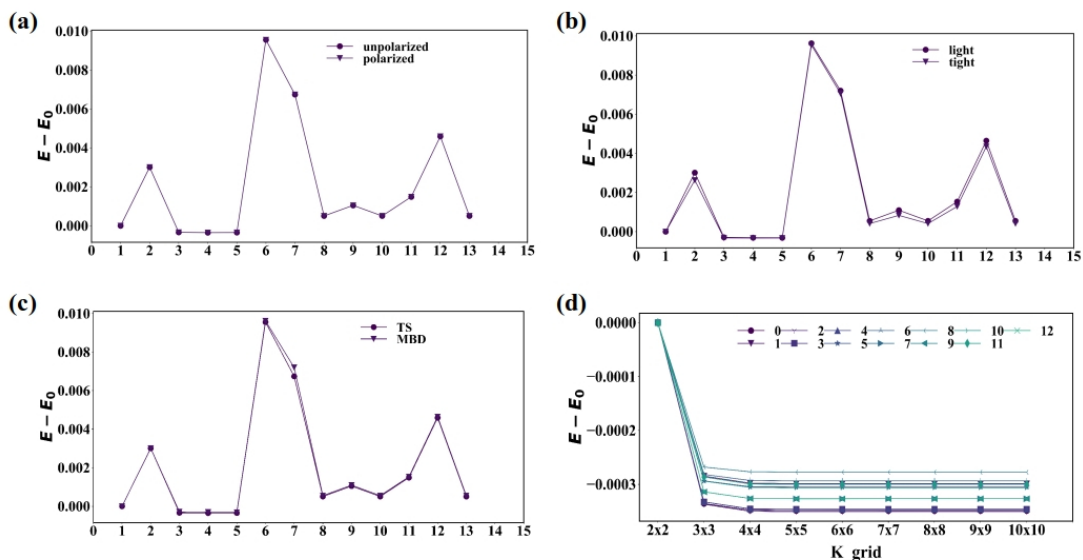 (a)
0.010
0.008
0.006
0.004
0.002
0.000
E − E0
unpolarized
polarized
0 1 2 3 4 5 6 7 8 9 10 11 12 13 15
(b)
0.010
0.008
0.006
0.004
0.002
0.000
E − E0
light
tight
0 1 2 3 4 5 6 7 8 9 10 11 12 13 15
(c)
0.010
0.008
0.006
0.004
0.002
0.000
E − E0
TS
MBD
0 1 2 3 4 5 6 7 8 9 10 11 12 13 15
(d)
0.0000
−0.0001
−0.0002
−0.0003
E − E0
0 2 4 6 8 10 12
1 3 5 7 9 11
2x2 3x3 4x4 5x5 6x6 7x7 8x8 9x9 10x10
K_grid